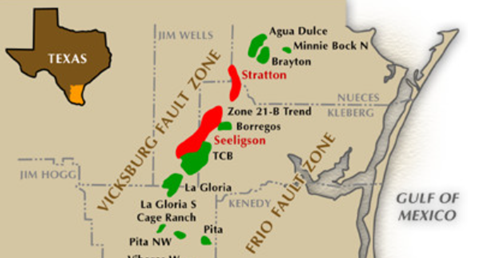 TEXAS
JIM WELLS
Agua Dulce
Minnie Bock N
Brayton
Stratton
VICKSBURG FAULT ZONE
NUECES
KLEBERG
Zone 21-B Trend
Borregos
Seeligson
TCB
JIM HOGG
La Gloria
KENEDY
FRIO FAULT ZONE
GULF OF
MEXICO
La Gloria S
Cage Ranch
Pita NW
Pita